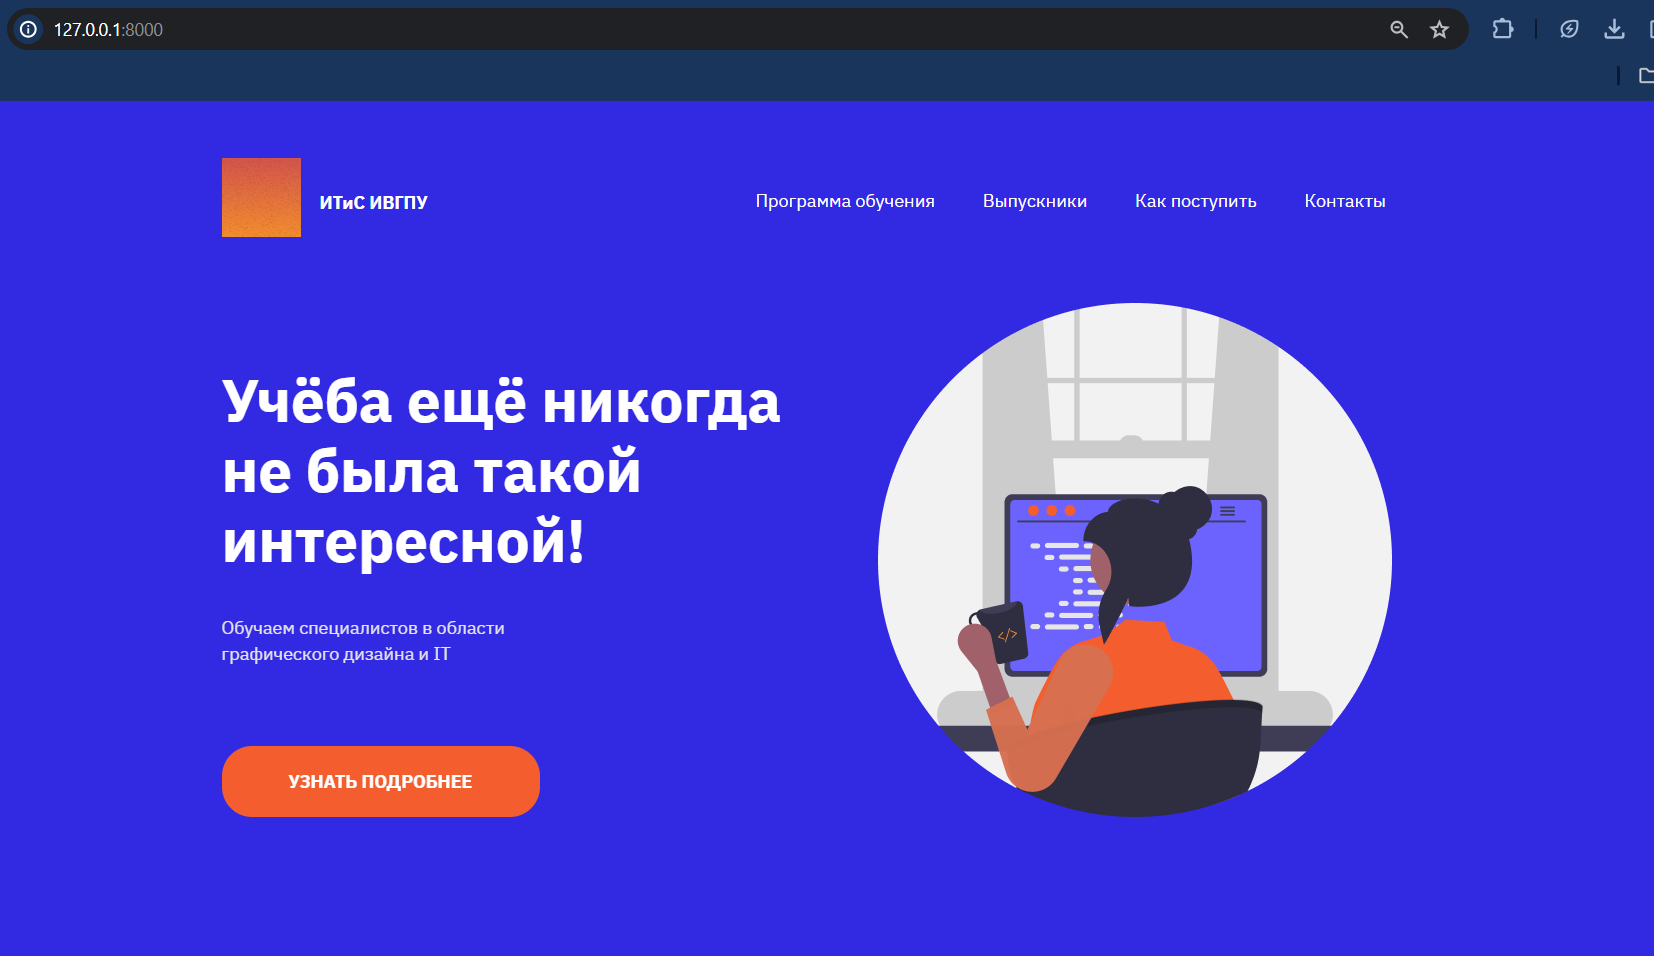 127.0.0.1:8000
ИТиС ИВГПУ
Программа обучения
Выпускники
Как поступить
Контакты
Учёба ещё никогда
не была такой
интересной!
Обучаем специалистов в области
графического дизайна и IT
</>
УЗНАТЬ ПОДРОБНЕЕ